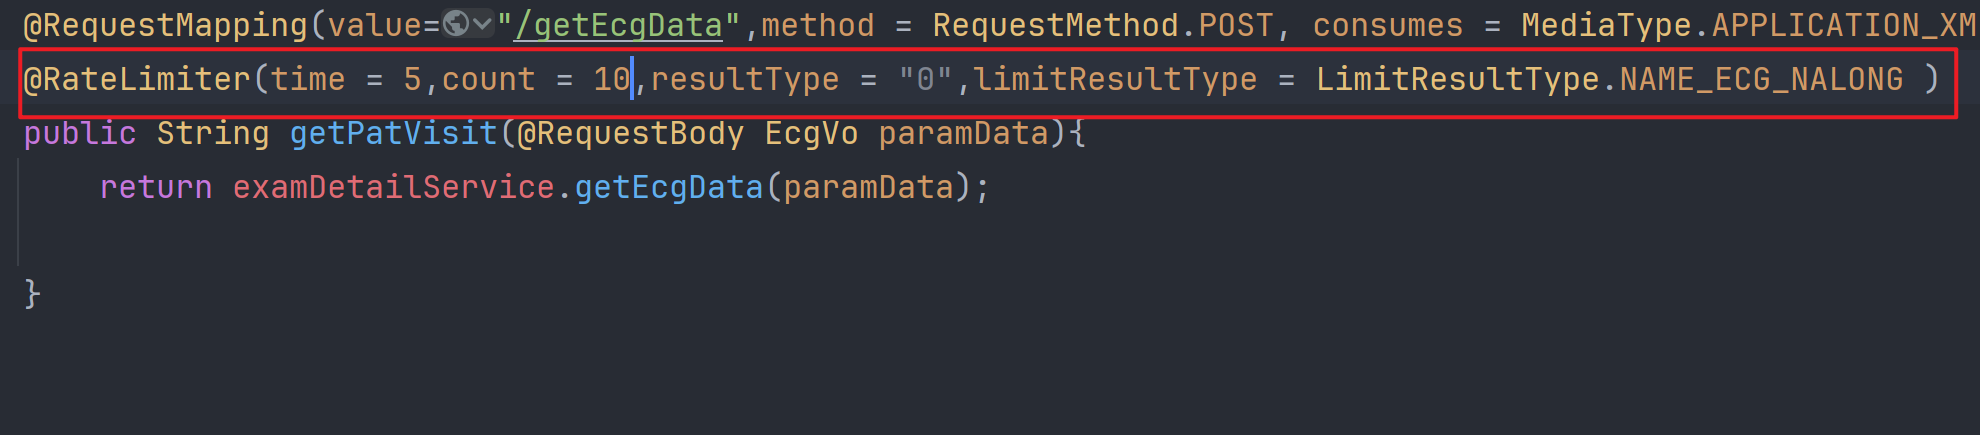 @RequestMapping(value="/getEcgData",method = RequestMethod.POST, consumes = MediaType.APPLICATION_XM
@RateLimiter(time = 5,count = 10,resultType = "0",limitResultType = LimitResultType.NAME_ECG_NALONG )
public String getPatVisit(@RequestBody EcgVo paramData){
return examDetailService.getEcgData(paramData);
}